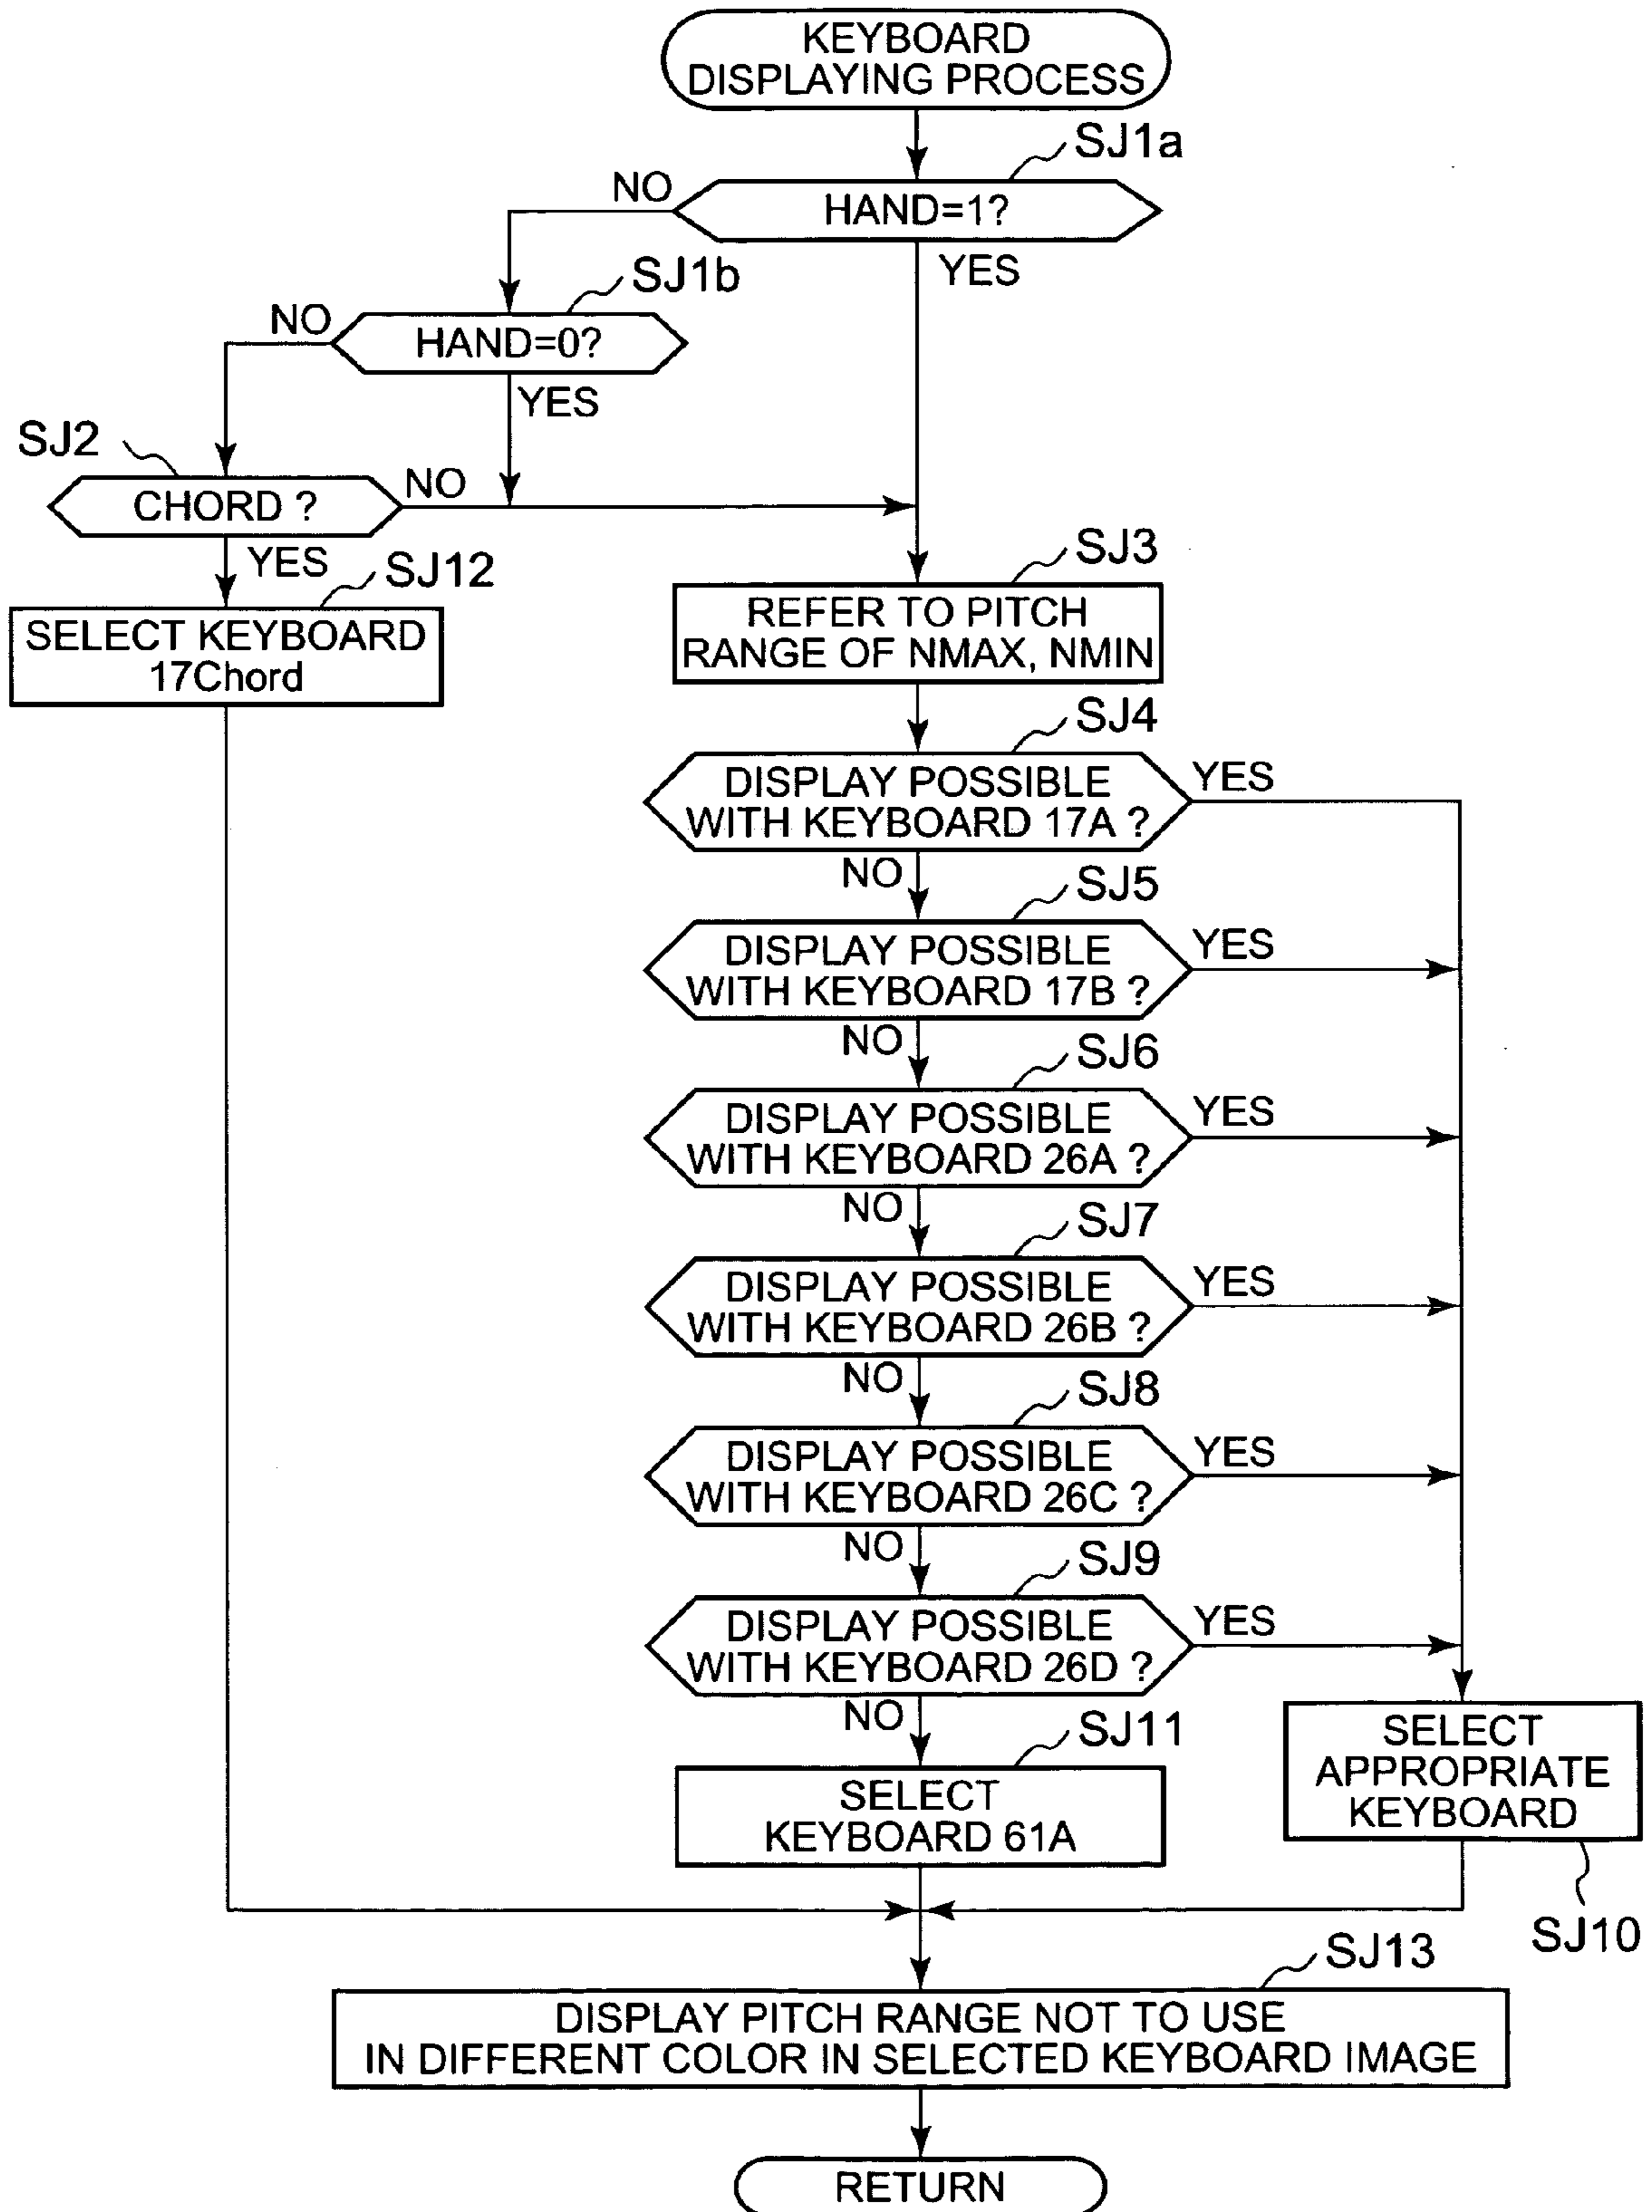 KEYBOARD
DISPLAYING PROCESS
SJ1a
HAND=1?
NO
YES
SJ1b
HAND=0?
NO
YES
SJ2
CHORD ?
NO
YES
SJ12
SELECT KEYBOARD
17Chord
SJ3
REFER TO PITCH
RANGE OF NMAX, NMIN
SJ4
DISPLAY POSSIBLE
WITH KEYBOARD 17A ?
YES
NO
SJ5
DISPLAY POSSIBLE
WITH KEYBOARD 17B ?
YES
NO
SJ6
DISPLAY POSSIBLE
WITH KEYBOARD 26A ?
YES
NO
SJ7
DISPLAY POSSIBLE
WITH KEYBOARD 26B ?
YES
NO
SJ8
DISPLAY POSSIBLE
WITH KEYBOARD 26C ?
YES
NO
SJ9
DISPLAY POSSIBLE
WITH KEYBOARD 26D ?
YES
NO
SJ11
SELECT
KEYBOARD 61A
SELECT
APPROPRIATE
KEYBOARD
SJ10
SJ13
DISPLAY PITCH RANGE NOT TO USE
IN DIFFERENT COLOR IN SELECTED KEYBOARD IMAGE
RETURN